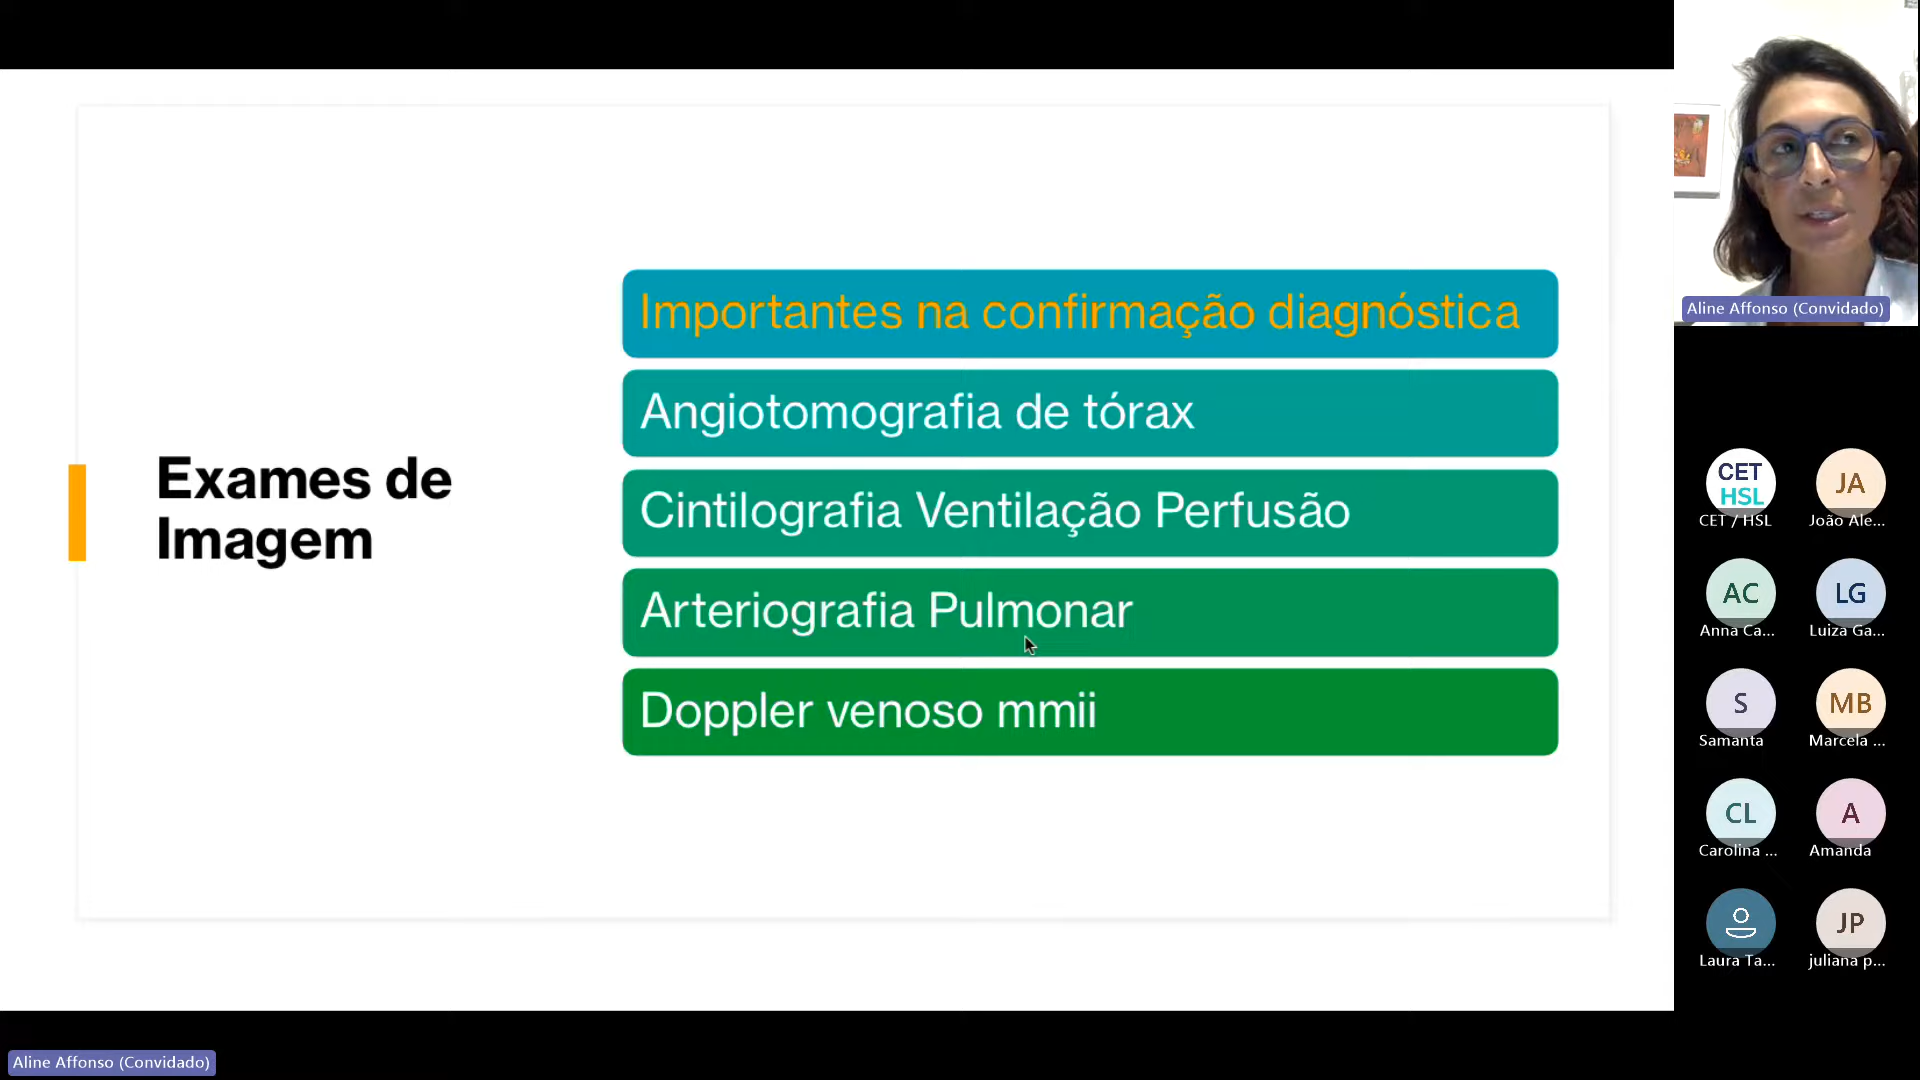 Exames de
Imagem
Importantes na confirmação diagnóstica
Angiotomografia de tórax
Cintilografia Ventilação Perfusão
Arteriografia Pulmonar
Doppler venoso mmii
Aline Affonso (Convidado)
CET
HSL
CET / HSL
JA
João Ale...
AC
Anna Ca...
LG
Luiza Ga...
S
Samanta
MB
Marcela ...
CL
Carolina ...
A
Amanda
Laura Ta...
JP
juliana p...
Aline Affonso (Convidado)